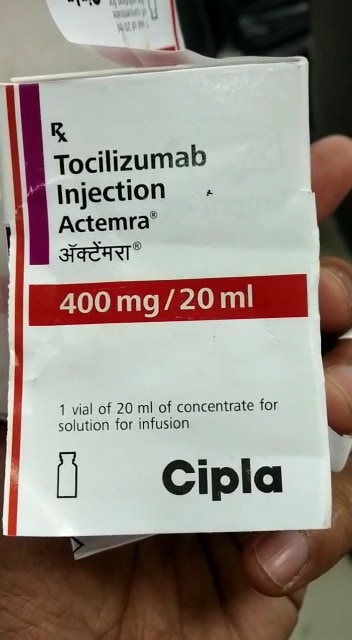 ℞
Tocilizumab
Injection
Actemra®
ॲक्टेंमरा®
400 mg/20 ml
1 vial of 20 ml of concentrate for
solution for infusion
Cipla